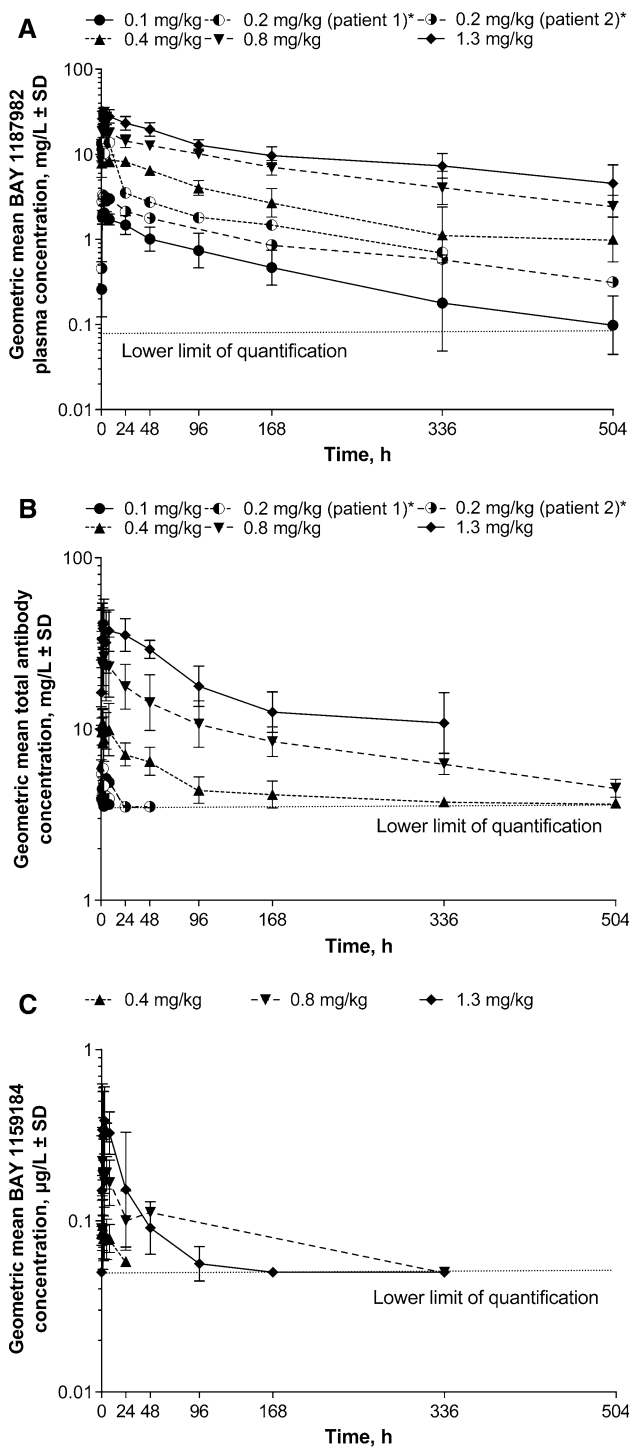 A
0.1 mg/kg 0.2 mg/kg (patient 1)* 0.2 mg/kg (patient 2)*
0.4 mg/kg 0.8 mg/kg 1.3 mg/kg
Geometric mean BAY 1187982
plasma concentration, mg/L ± SD
100
10
1
0.1
0.01
Lower limit of quantification
0 24 48 96 168 336 504
Time, h
B
0.1 mg/kg 0.2 mg/kg (patient 1)* 0.2 mg/kg (patient 2)*
0.4 mg/kg 0.8 mg/kg 1.3 mg/kg
Geometric mean total antibody
concentration, mg/L ± SD
100
10
1
Lower limit of quantification
0 24 48 96 168 336 504
Time, h
C
0.4 mg/kg 0.8 mg/kg 1.3 mg/kg
Geometric mean BAY 1159184
concentration, µg/L ± SD
1
0.1
0.01
Lower limit of quantification
0 24 48 96 168 336 504
Time, h